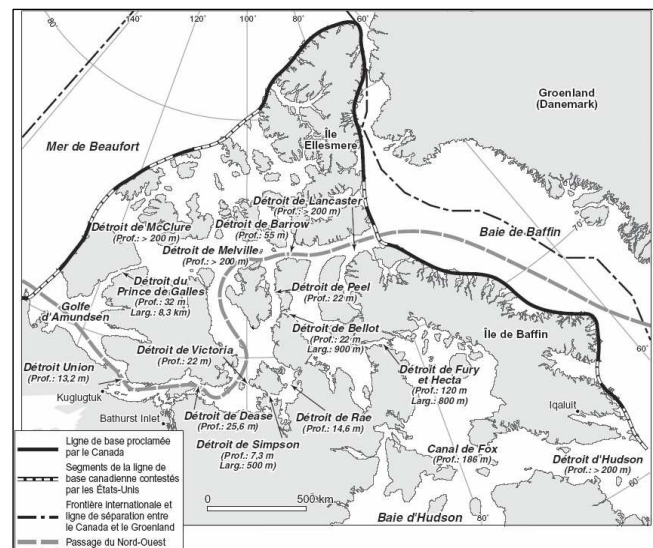 80°
140°
120°
100°
80°
60°
Groenland
(Danemark)
Mer de Beaufort
Île
Ellesmere
Détroit de Lancaster
(Prof.: > 200 m)
Détroit de McClure
(Prof.: > 200 m)
Détroit de Barrow
(Prof.: 55 m)
Baie de Baffin
70°
Détroit de Melville
(Prof.: > 200 m)
Détroit du
Prince de Galles
(Prof.: 32 m
Larg.: 8,3 km)
Détroit de Peel
(Prof.: 22 m)
Golfe
d'Amundsen
Détroit de Bellot
(Prof.: 22 m
Larg.: 900 m)
Île de Baffin
60°
Détroit de Victoria
(Prof.: 22 m)
Détroit Union
(Prof.: 13,2 m)
Détroit de Fury
et Hecta
(Prof.: 120 m
Larg.: 800 m)
Kuglugtuk
Bathurst Inlet
Détroit de Dease
(Prof.: 25,6 m)
Détroit de Rae
(Prof.: 14,6 m)
Iqaluit
Détroit de Simpson
(Prof.: 7,3 m
Larg.: 500 m)
Canal de Fox
(Prof.: 186 m)
Détroit d'Hudson
(Prof.: > 200 m)
0
500 km
Baie d'Hudson
80°
60°
Ligne de base proclamée
par le Canada
Segments de la ligne de
base canadienne contestés
par les États-Unis
Frontière internationale et
ligne de séparation entre
le Canada et le Groenland
Passage du Nord-Ouest